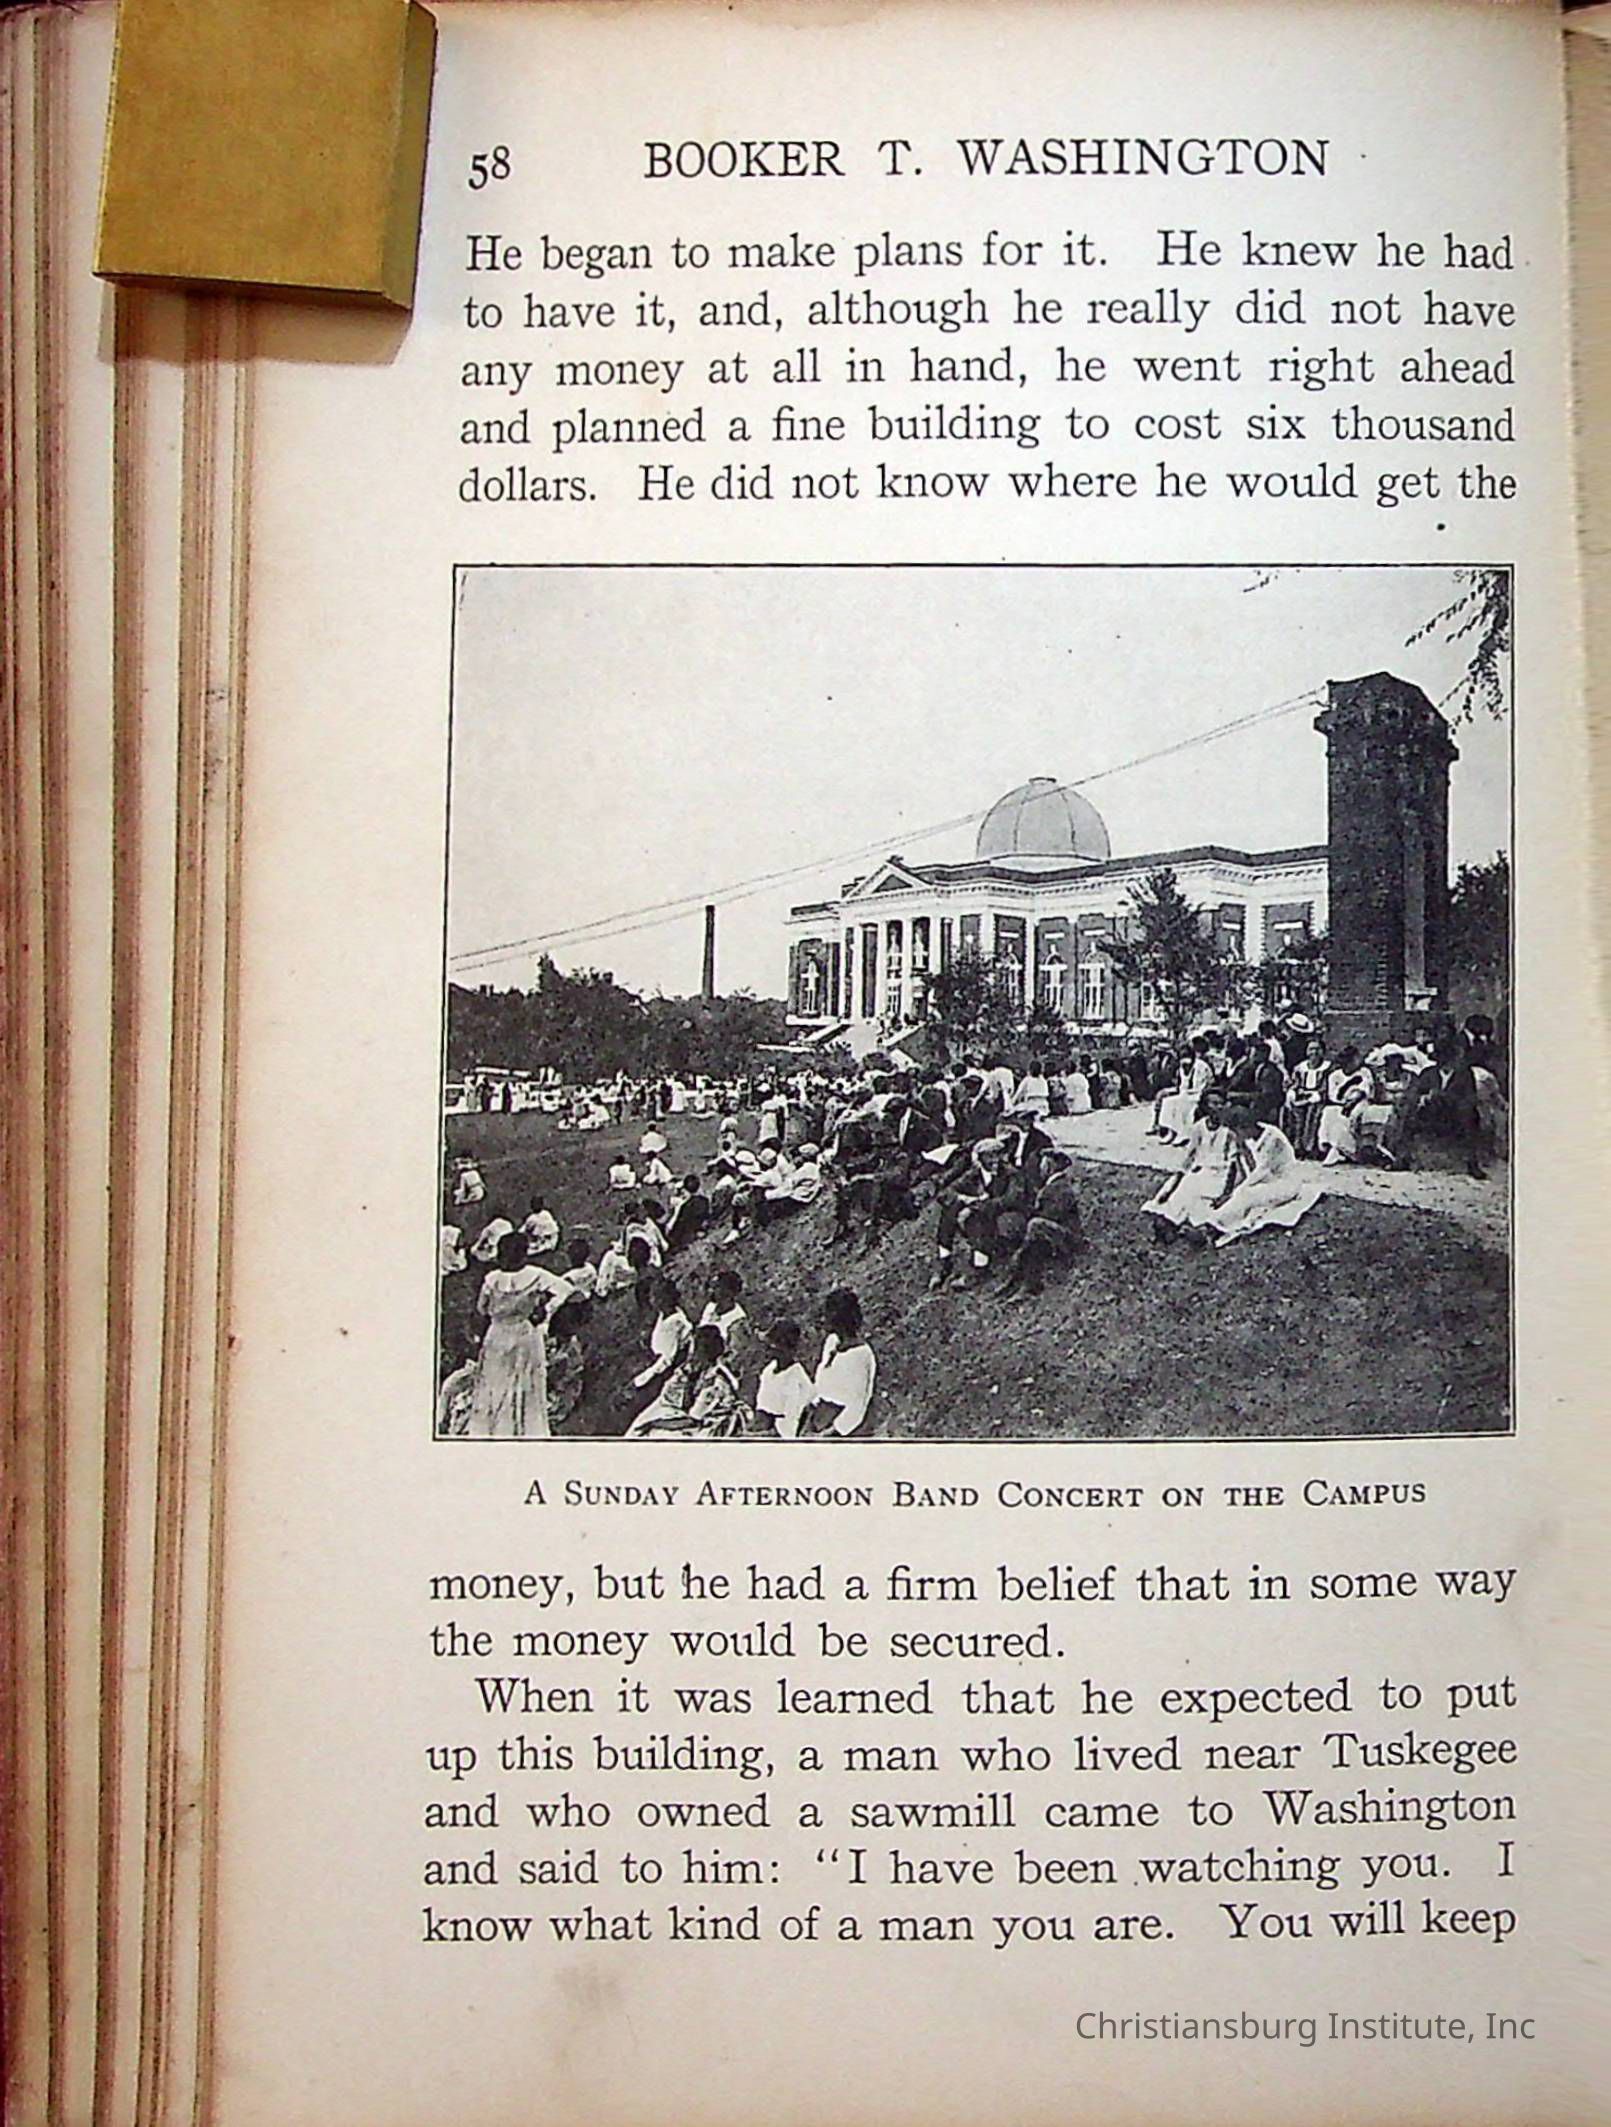 58 BOOKER T. WASHINGTON
He began to make plans for it. He knew he had
to have it, and, although he really did not have
any money at all in hand, he went right ahead
and planned a fine building to cost six thousand
dollars. He did not know where he would get the
A SUNDAY AFTERNOON BAND CONCERT ON THE CAMPUS
money, but he had a firm belief that in some way
the money would be secured.
When it was learned that he expected to put
up this building, a man who lived near Tuskegee
and who owned a sawmill came to Washington
and said to him: “I have been watching you. I
know what kind of a man you are. You will keep
Christiansburg Institute, Inc